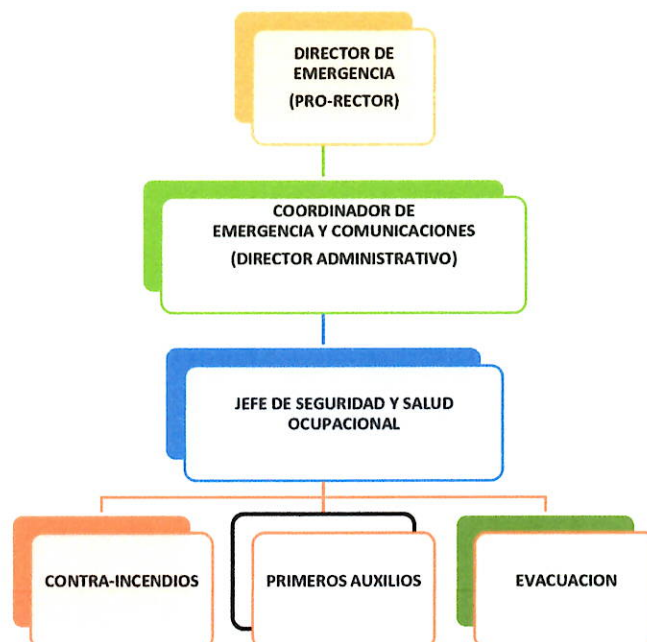 DIRECTOR DE
EMERGENCIA
(PRO-RECTOR)
COORDINADOR DE
EMERGENCIA Y COMUNICACIONES
(DIRECTOR ADMINISTRATIVO)
JEFE DE SEGURIDAD Y SALUD
OCUPACIONAL
CONTRA-INCENDIOS
PRIMEROS AUXILIOS
EVACUACION